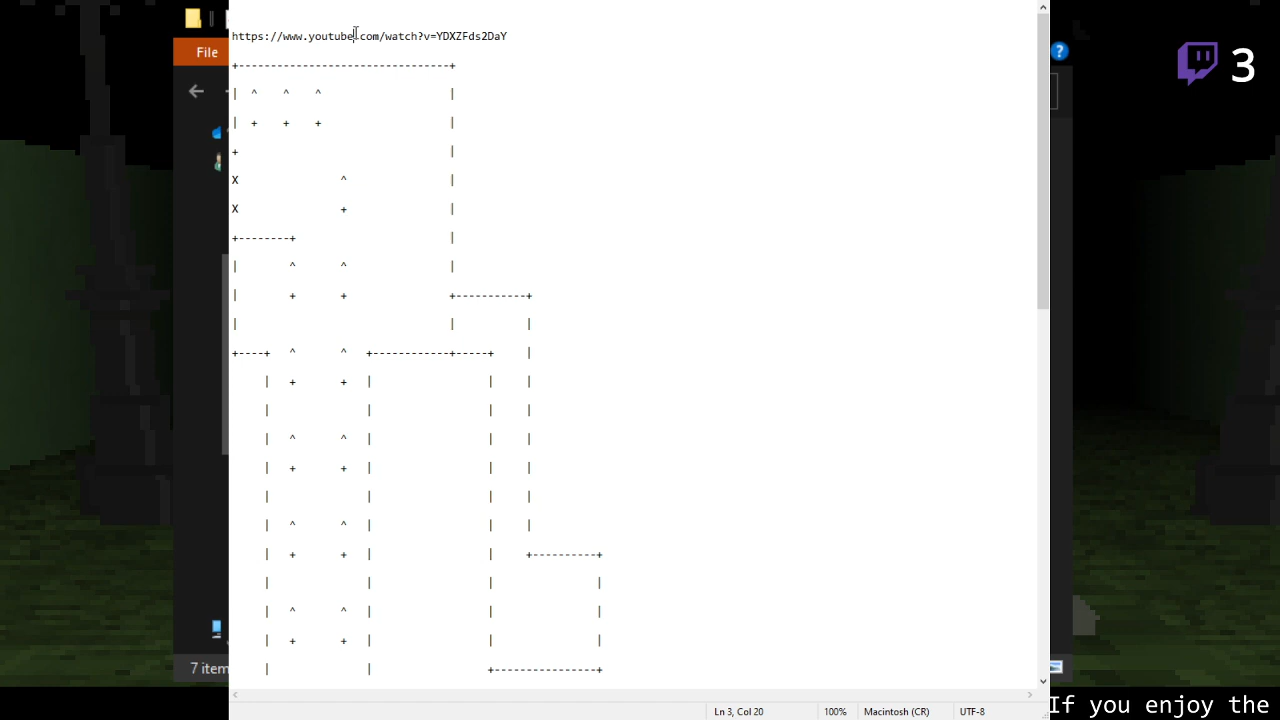 https://www.youtube.com/watch?v=YDXZFds2DaY
+---------------------------------+
| ^ ^ ^ |
| + + + |
+ |
X ^ |
X + |
+--------+ |
| ^ ^ |
| + + +-----------+
| | |
+----+ ^ ^ +------------+-----+ |
| + + | | |
| | | |
| ^ ^ | | |
| + + | | |
| | | |
| ^ ^ | | |
| + + | | +----------+
| | | |
| ^ ^ | | |
| + + | | |
| | +----------------+
File
3
7 item
Ln 3, Col 20
100%
Macintosh (CR)
UTF-8
If you enjoy the